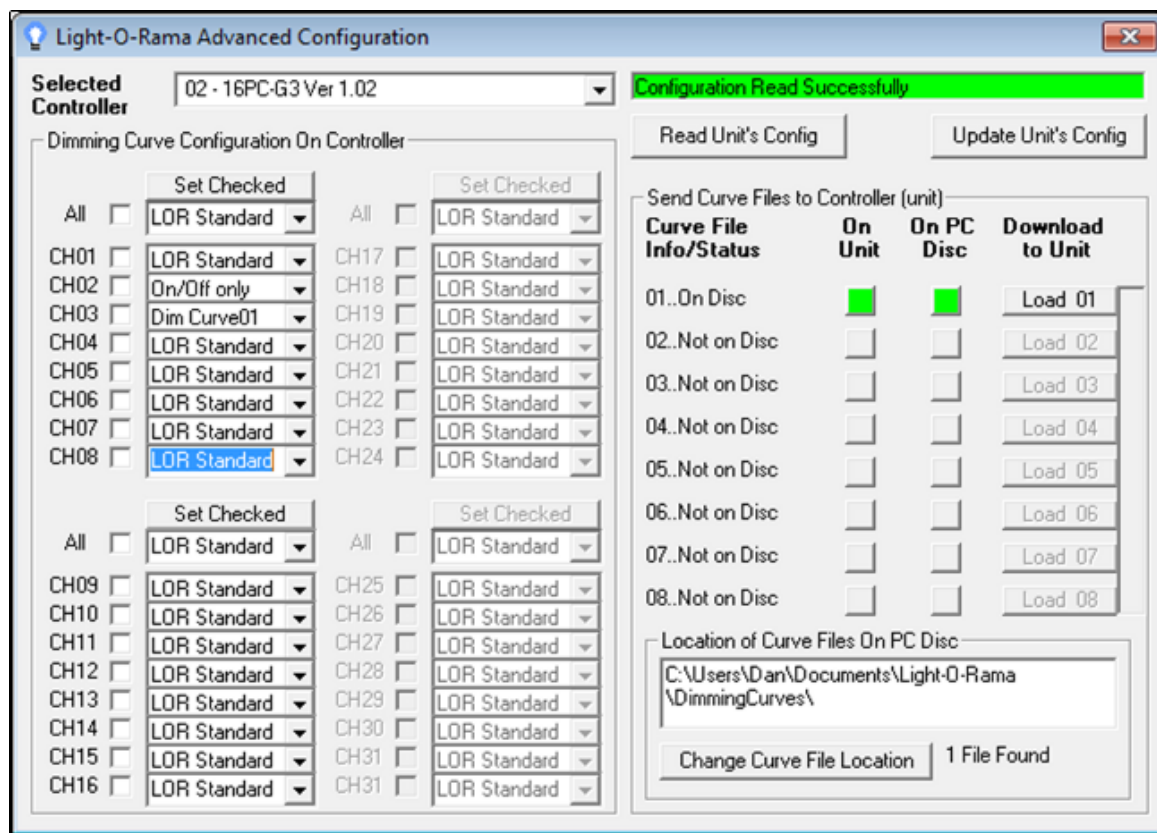 Light-O-Rama Advanced Configuration
Selected Controller
02 - 16PC-G3 Ver 1.02
Configuration Read Successfully
Read Unit's Config
Update Unit's Config
Dimming Curve Configuration On Controller
Set Checked
Set Checked
All LOR Standard All LOR Standard
CH01 LOR Standard CH17 LOR Standard
CH02 On/Off only CH18 LOR Standard
CH03 Dim Curve01 CH19 LOR Standard
CH04 LOR Standard CH20 LOR Standard
CH05 LOR Standard CH21 LOR Standard
CH06 LOR Standard CH22 LOR Standard
CH07 LOR Standard CH23 LOR Standard
CH08 LOR Standard CH24 LOR Standard
Set Checked
Set Checked
All LOR Standard All LOR Standard
CH09 LOR Standard CH25 LOR Standard
CH10 LOR Standard CH26 LOR Standard
CH11 LOR Standard CH27 LOR Standard
CH12 LOR Standard CH28 LOR Standard
CH13 LOR Standard CH29 LOR Standard
CH14 LOR Standard CH30 LOR Standard
CH15 LOR Standard CH31 LOR Standard
CH16 LOR Standard CH31 LOR Standard
Send Curve Files to Controller (unit)
Curve File On On PC Download
Info/Status Unit Disc to Unit
01..On Disc Load 01
02..Not on Disc Load 02
03..Not on Disc Load 03
04..Not on Disc Load 04
05..Not on Disc Load 05
06..Not on Disc Load 06
07..Not on Disc Load 07
08..Not on Disc Load 08
Location of Curve Files On PC Disc
C:\Users\Dan\Documents\Light-O-Rama
\DimmingCurves\
Change Curve File Location 1 File Found